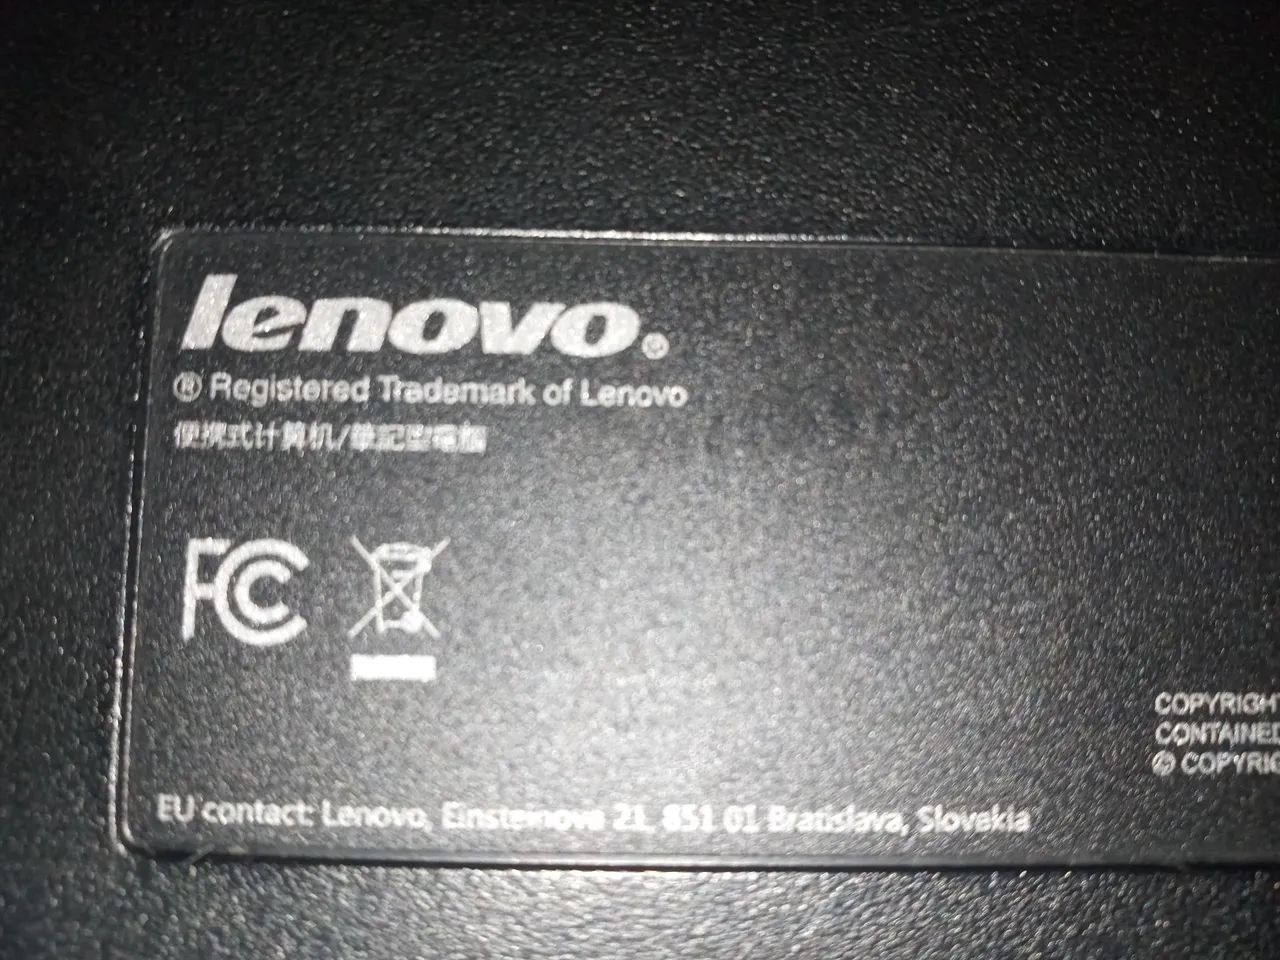 lenovo®
® Registered Trademark of Lenovo
便携式计算机/筆記型電腦
FC
EU contact: Lenovo, Einsteinova 21, 851 01 Bratislava, Slovakia
COPYRIGH
CONTAINED
© COPYRIG